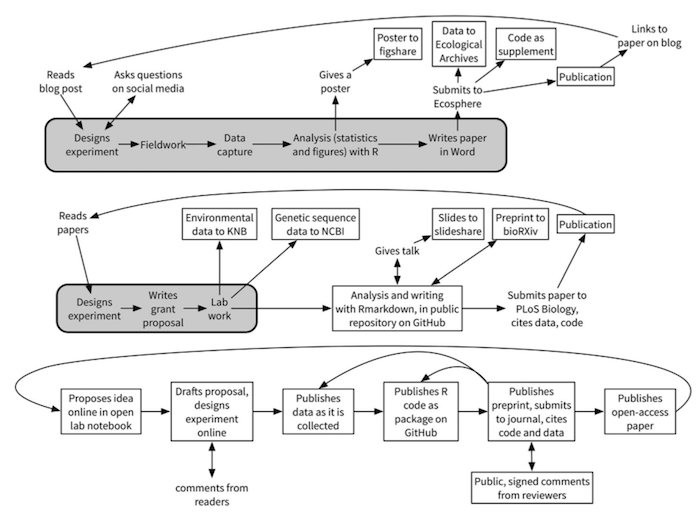 Links to
paper on blog
Poster to
figshare
Data to
Ecological
Archives
Code as
supplement
Publication
Reads
blog post
Asks questions
on social media
Gives a
poster
Submits to
Ecosphere
Designs
experiment
Fieldwork
Data
capture
Analysis (statistics
and figures) with R
Writes paper
in Word
Reads
papers
Environmental
data to KNB
Genetic sequence
data to NCBI
Slides to
slideshare
Preprint to
bioRXiv
Publication
Gives talk
Designs
experiment
Writes
grant
proposal
Lab
work
Analysis and writing
with Rmarkdown, in public
repository on GitHub
Submits paper to
PLoS Biology,
cites data, code
Proposes idea
online in open
lab notebook
Drafts proposal,
designs
experiment
online
Publishes
data as it is
collected
Publishes R
code as
package on
GitHub
Publishes
preprint, submits
to journal, cites
code and data
Publishes
open-access
paper
comments from
readers
Public, signed comments
from reviewers